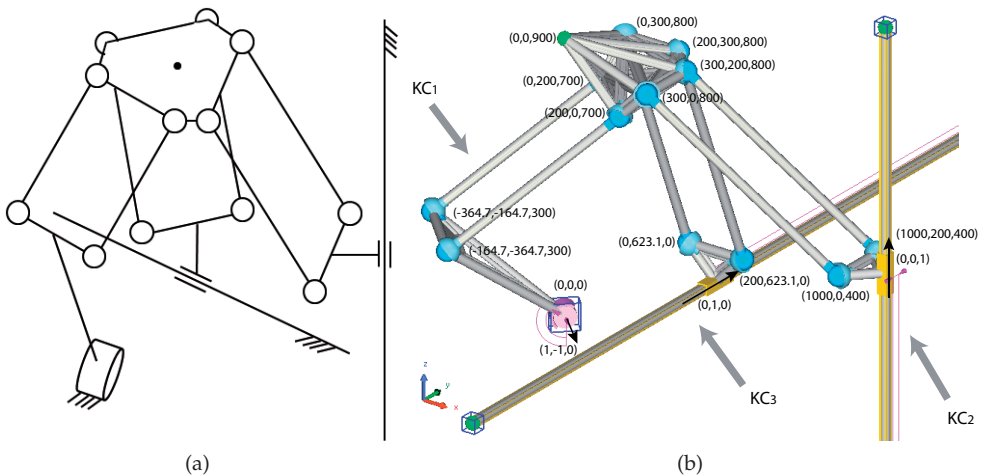 (0,300,800)
(0,0,900)
(200,300,800)
(300,200,800)
KC1
(0,200,700)
(300,0,800)
(200,0,700)
(-364.7,-164.7,300)
(1000,200,400)
(0,623.1,0)
(-164.7,-364.7,300)
(0,0,1)
(200,623.1,0)
(0,0,0)
(1000,0,400)
(0,1,0)
(1,-1,0)
z
y
x
KC3
KC2
(a)
(b)